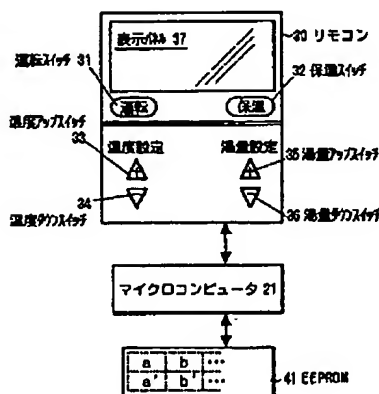 表示パネル 37
30 リモコン
運転スイッチ 31
32 保温スイッチ
運転
保温
温度アップスイッチ
33
温度設定
湯量設定
35 湯量アップスイッチ
34
温度ダウンスイッチ
36 湯量ダウンスイッチ
マイクロコンピュータ 21
a b ...
a' b' ...
41 EEPROM